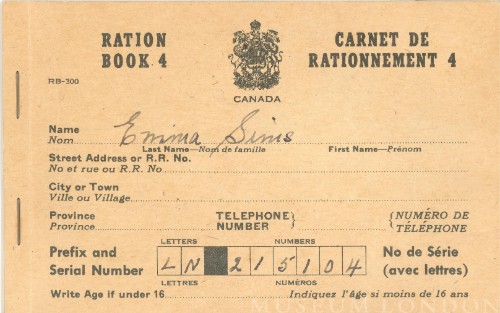 RATION BOOK 4
CARNET DE RATIONNEMENT 4
RB-300
CANADA
Name Emma Sims
Nom Last Name—Nom de famille First Name—Prénom
Street Address or R.R. No.
No et rue ou R.R. No
City or Town
Ville ou Village
Province TELEPHONE NUMBER {NUMÉRO DE TÉLÉPHONE
Province
LETTERS NUMBERS
Prefix and Serial Number LN 215104 No de Série (avec lettres)
LETTRES NUMÉROS
Write Age if under 16 Indiquez l'âge si moins de 16 ans
MUSEUM LONDON